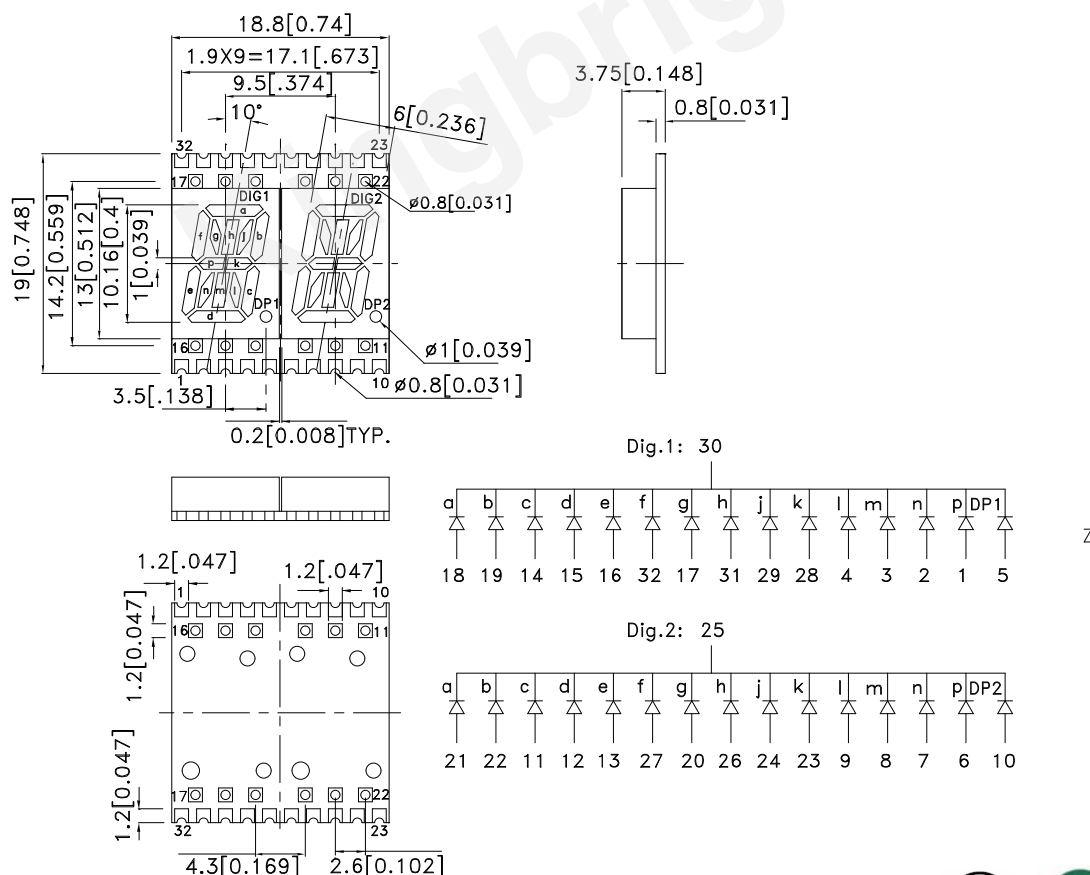 18.8[0.74]
1.9X9=17.1[.673]
9.5[.374]
10°
6[0.236]
32
23
17
22
DIG1
DIG2
ø0.8[0.031]
a
f g h j b
p k
e n m l c
d
l
DP1
DP2
16
11
1
10
19[0.748]
14.2[0.559]
13[0.512]
10.16[0.4]
1[0.039]
ø1[0.039]
ø0.8[0.031]
3.5[.138]
0.2[0.008]TYP.
3.75[0.148]
0.8[0.031]
Dig.1: 30
a b c d e f g h j k l m n p DP1
18 19 14 15 16 32 17 31 29 28 4 3 2 1 5
Dig.2: 25
a b c d e f g h j k l m n p DP2
21 22 11 12 13 27 20 26 24 23 9 8 7 6 10
1.2[.047]
1.2[.047]
1
10
16
11
1.2[0.047]
1.2[0.047]
17
22
32
23
4.3[0.169]
2.6[0.102]
Kingbrig